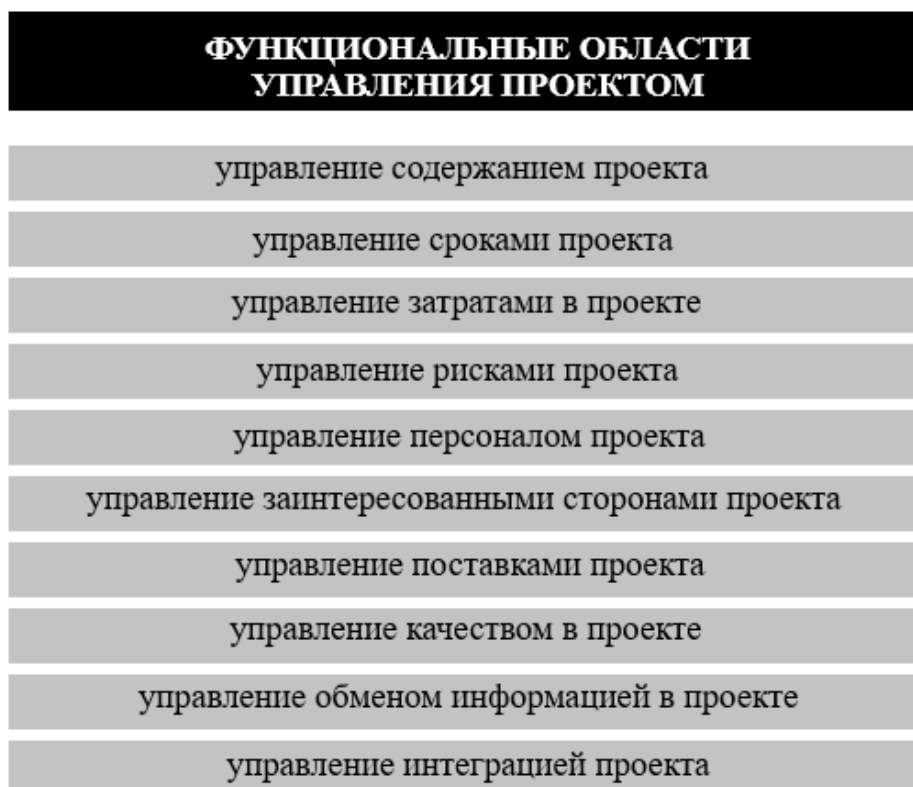 ФУНКЦИОНАЛЬНЫЕ ОБЛАСТИ
УПРАВЛЕНИЯ ПРОЕКТОМ
управление содержанием проекта
управление сроками проекта
управление затратами в проекте
управление рисками проекта
управление персоналом проекта
управление заинтересованными сторонами проекта
управление поставками проекта
управление качеством в проекте
управление обменом информацией в проекте
управление интеграцией проекта